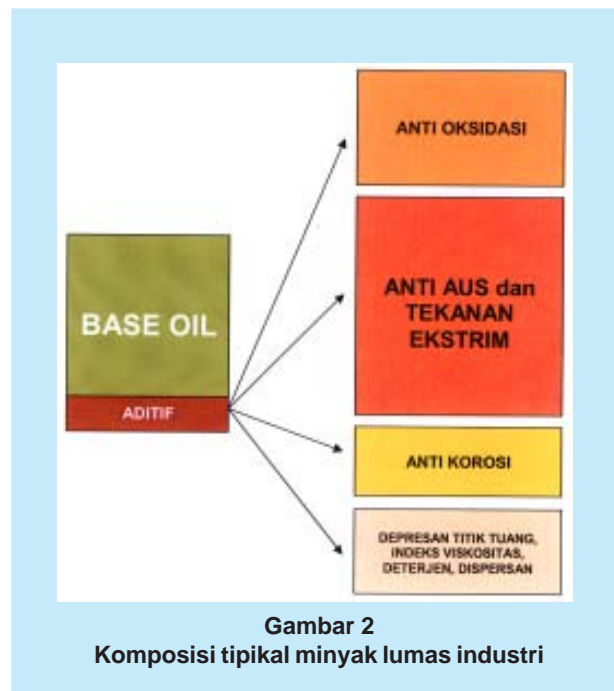 ANTI OKSIDASI
BASE OIL
ADITIF
ANTI AUS dan
TEKANAN
EKSTRIM
ANTI KOROSI
DEPRESAN TITIK TUANG,
INDEKS VISKOSITAS,
DETERJEN, DISPERSAN
Gambar 2
Komposisi tipikal minyak lumas industri